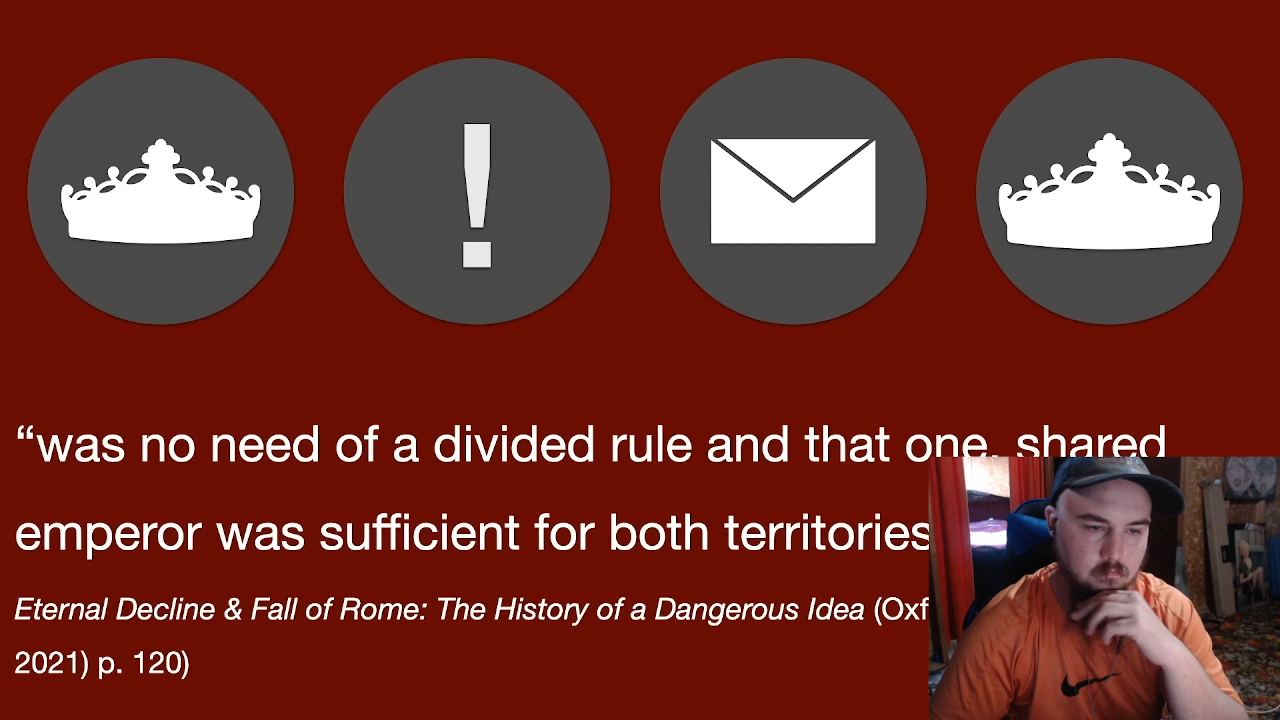 “was no need of a divided rule and that one, shared
emperor was sufficient for both territories
Eternal Decline & Fall of Rome: The History of a Dangerous Idea (Oxf
2021) p. 120)